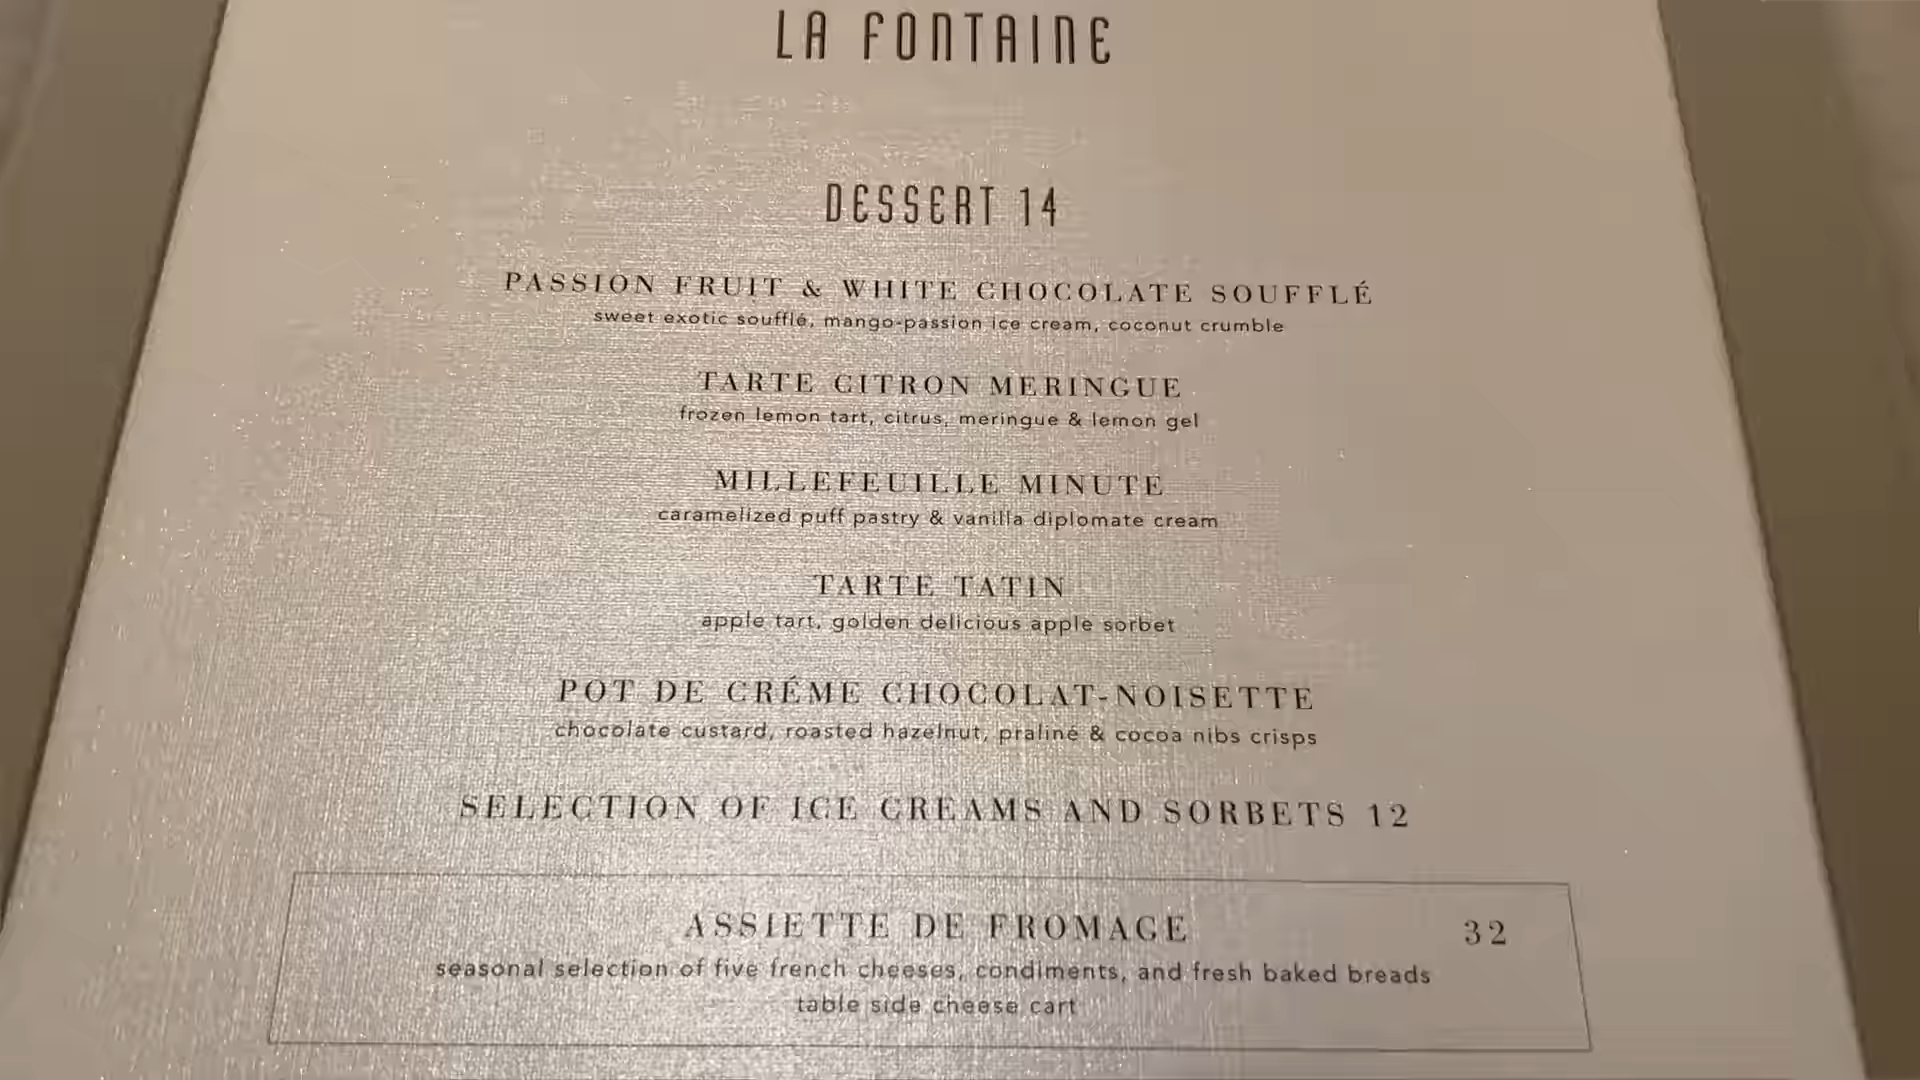 LA FONTAINE
DESSERT 14
PASSION FRUIT & WHITE CHOCOLATE SOUFFLÉ
sweet exotic soufflé, mango-passion ice cream, coconut crumble
TARTE CITRON MERINGUE
frozen lemon tart, citrus, meringue & lemon gel
MILLEFEUILLE MINUTE
caramelized puff pastry & vanilla diplomate cream
TARTE TATIN
apple tart, golden delicious apple sorbet
POT DE CRÉME CHOCOLAT-NOISETTE
chocolate custard, roasted hazelnut, praliné & cocoa nibs crisps
SELECTION OF ICE CREAMS AND SORBETS 12
ASSIETTE DE FROMAGE 32
seasonal selection of five french cheeses, condiments, and fresh baked breads
table side cheese cart